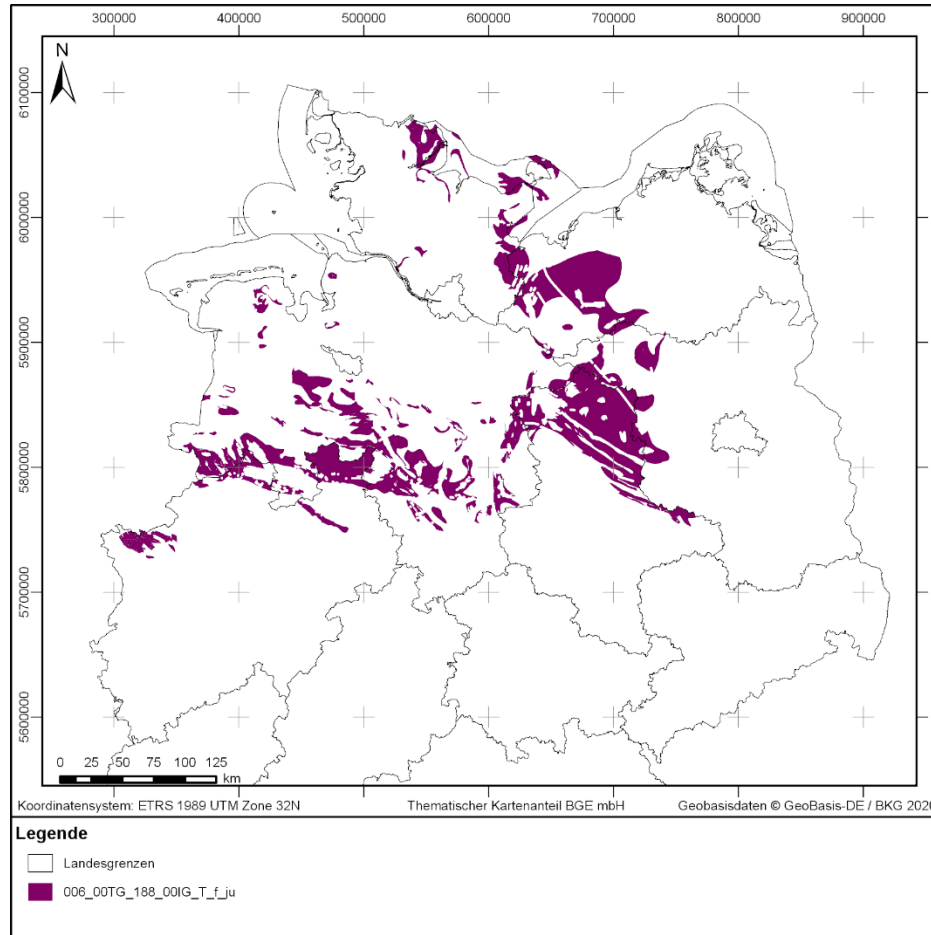 300000 400000 500000 600000 700000 800000 900000
N
6100000
6000000
5900000
5800000
5700000
5600000
0 25 50 75 100 125
km
Koordinatensystem: ETRS 1989 UTM Zone 32N Thematischer Kartenanteil BGE mbH Geobasisdaten © GeoBasis-DE / BKG 2020
Legende
Landesgrenzen
006_00TG_188_00IG_T_f_ju